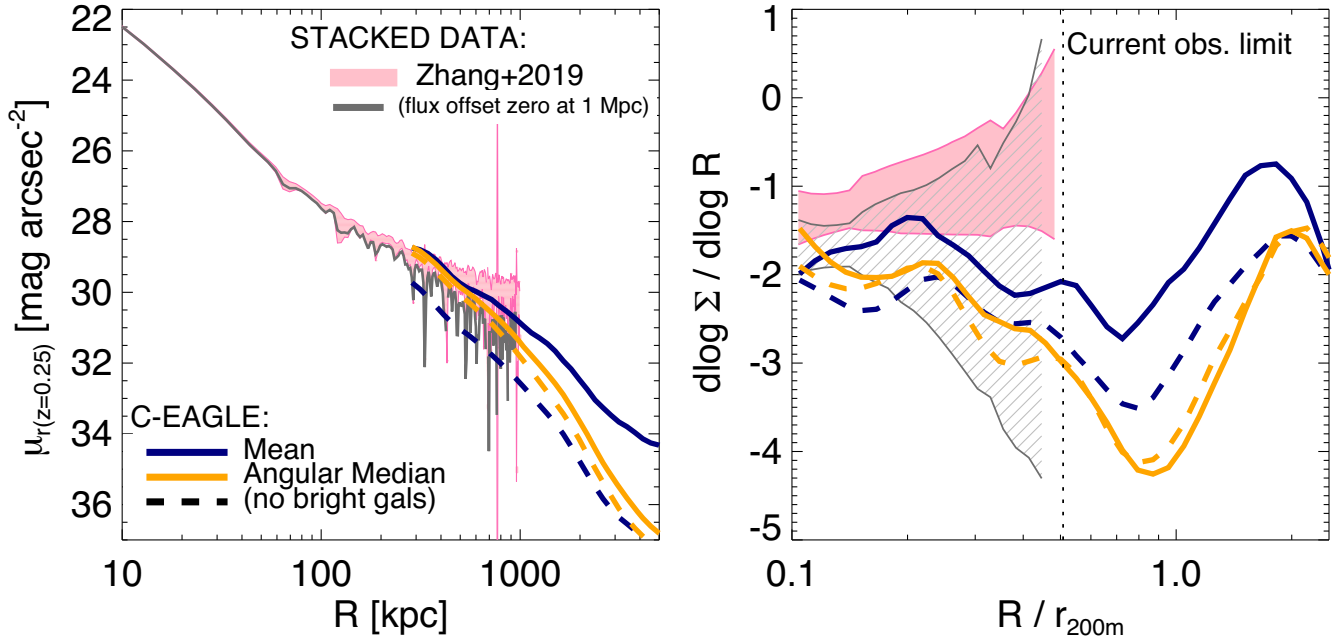 22
24
26
28
30
32
34
36
μr(z=0.25) [mag arcsec-2]
STACKED DATA:
Zhang+2019
(flux offset zero at 1 Mpc)
C-EAGLE:
Mean
Angular Median
(no bright gals)
10
100
1000
R [kpc]
1
0
-1
-2
-3
-4
-5
dlog Σ / dlog R
Current obs. limit
0.1
1.0
R / r200m